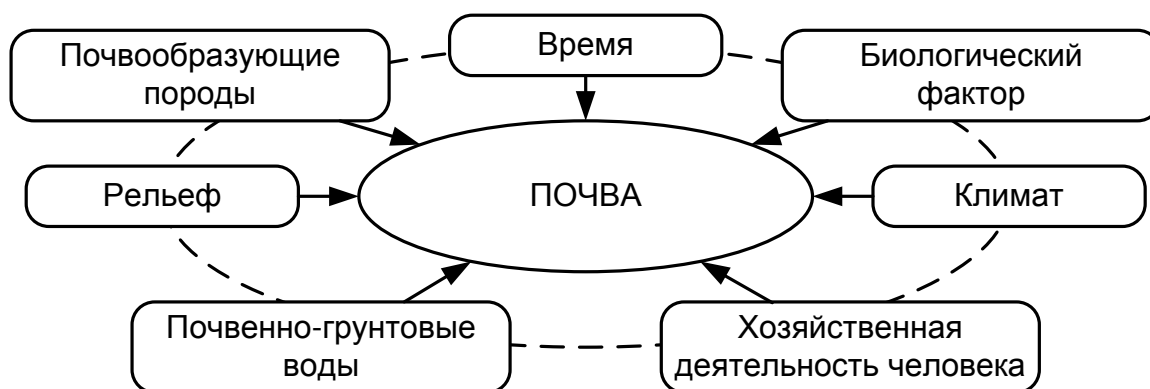 Время
Почвообразующие
породы
Биологический
фактор
Рельеф
ПОЧВА
Климат
Почвенно-грунтовые
воды
Хозяйственная
деятельность человека